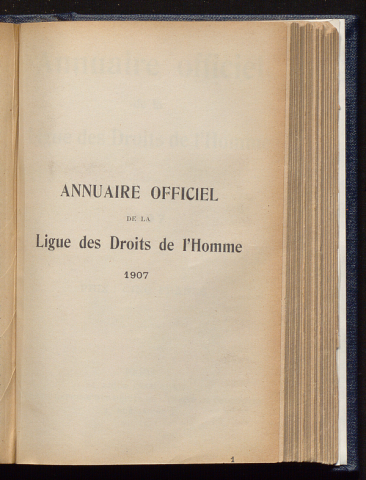 ANNUAIRE OFFICIEL
DE LA
Ligue des Droits de l'Homme
1907
1